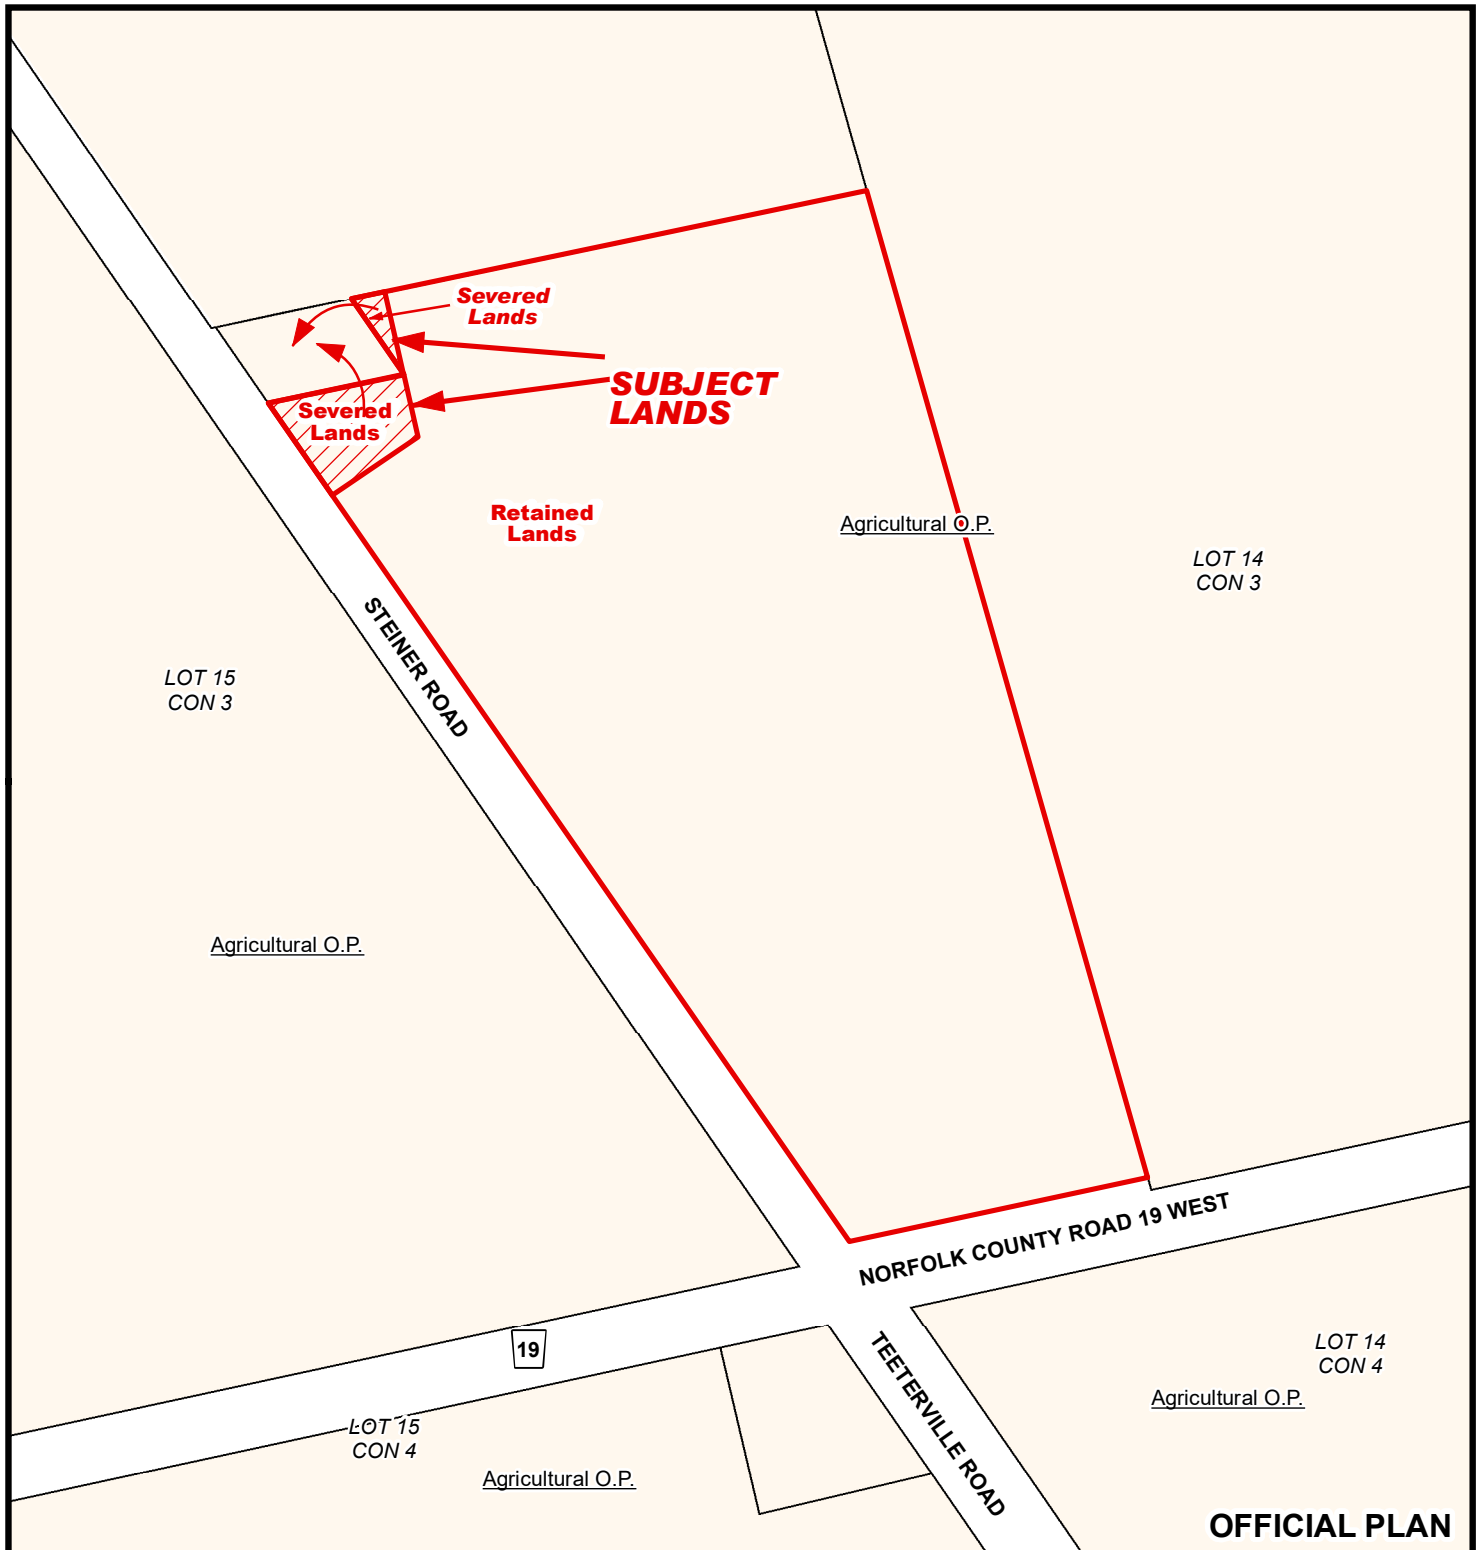 Severed
Lands
SUBJECT
LANDS
Severed
Lands
Retained
Lands
Agricultural O.P.
LOT 14
CON 3
STEINER ROAD
LOT 15
CON 3
Agricultural O.P.
NORFOLK COUNTY ROAD 19 WEST
19
TEETERVILLE ROAD
LOT 14
CON 4
Agricultural O.P.
LOT 15
CON 4
Agricultural O.P.
OFFICIAL PLAN